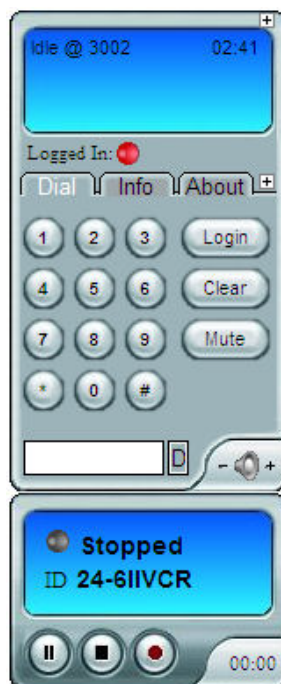 +
Idle @ 3002 02:41
Logged In:
Dial Info About +
1 2 3 Login
4 5 6 Clear
7 8 9 Mute
* 0 #
D
- +
Stopped
ID 24-6IIVCR
00:00